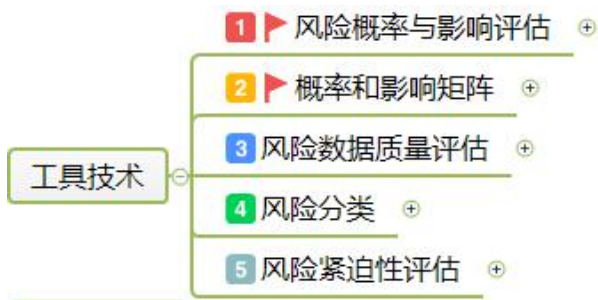 1 风险概率与影响评估
2 概率和影响矩阵
3 风险数据质量评估
工具技术
4 风险分类
5 风险紧迫性评估